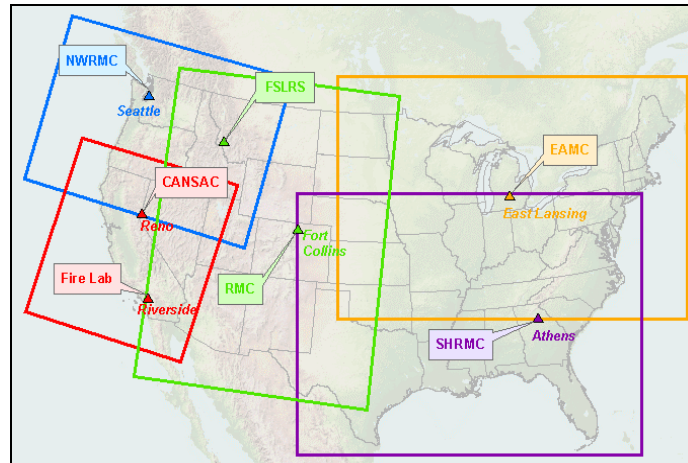 NWRMC
Seattle
FSLRS
CANSAC
Reno
EAMC
East Lansing
Fort
Collins
Fire Lab
Riverside
RMC
SHRMC
Athens